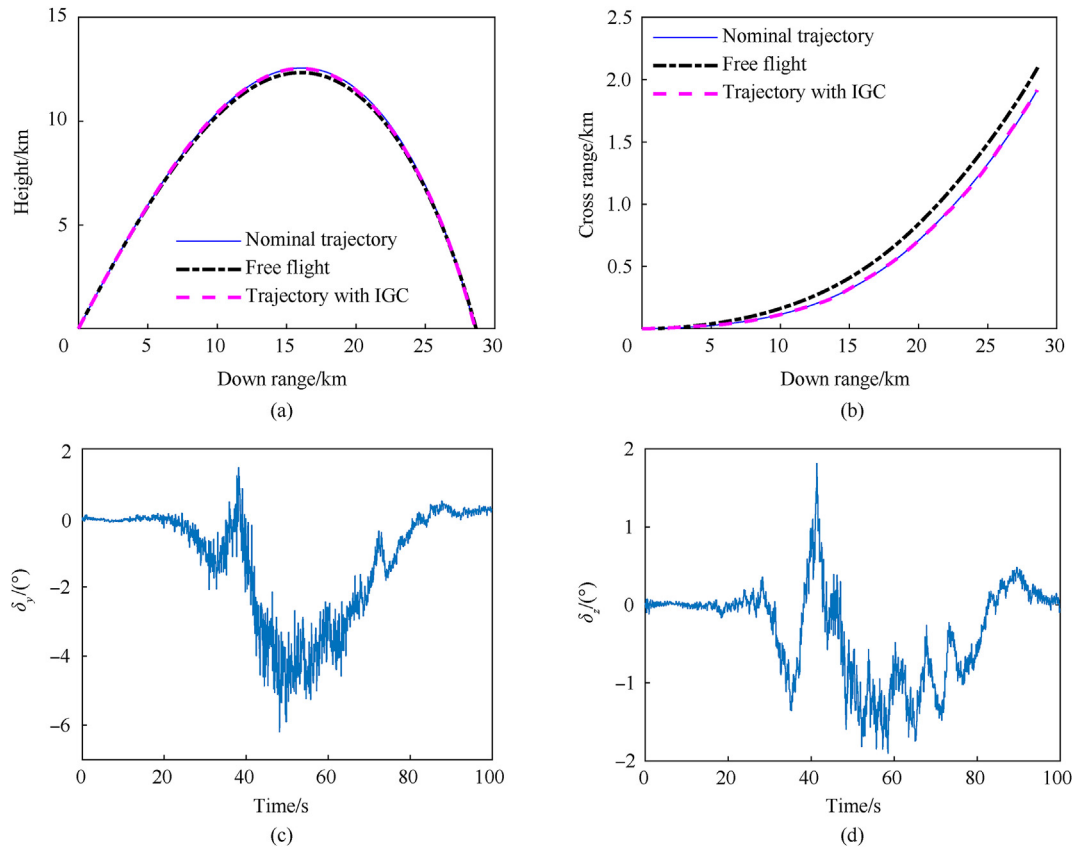 15
10
5
0
5
10
15
20
25
30
Height/km
Down range/km
Nominal trajectory
Free flight
Trajectory with IGC
(a)
2.5
2.0
1.5
1.0
0.5
0
5
10
15
20
25
30
Cross range/km
Down range/km
Nominal trajectory
Free flight
Trajectory with IGC
(b)
2
0
−2
−4
−6
0
20
40
60
80
100
δy/(°)
Time/s
(c)
2
1
0
−1
−2
0
20
40
60
80
100
δz/(°)
Time/s
(d)